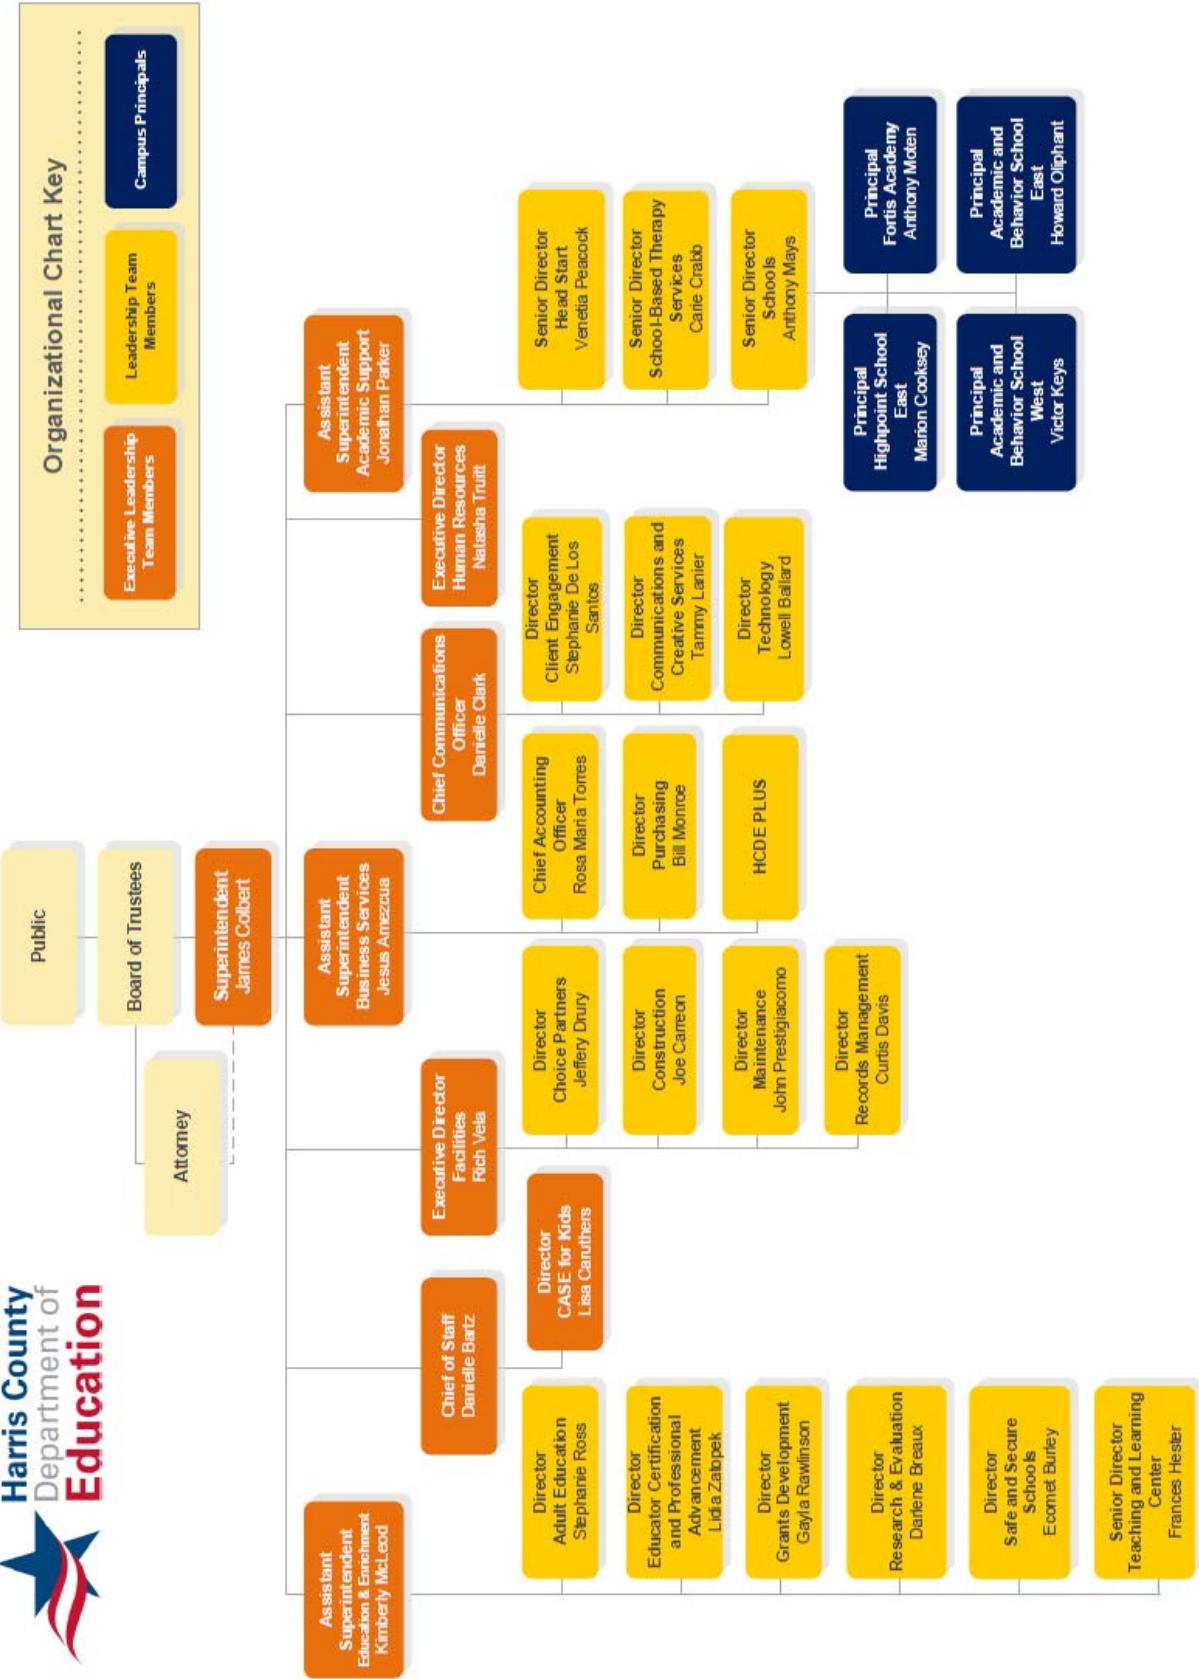 Harris County
Department of
Education
Public
Board of Trustees
Attorney
Superintendent
James Colbert
Organizational Chart Key
Executive Leadership
Team Members
Leadership Team
Members
Campus Principals
Assistant
Superintendent
Education & Enrichment
Kimberly McLeod
Director
Adult Education
Stephanie Ross
Director
Educator Certification
and Professional
Advancement
Lidia Zatopek
Director
Grants Development
Gayla Rawlinson
Director
Research & Evaluation
Darlene Breaux
Director
Safe and Secure
Schools
Ecomet Burley
Senior Director
Teaching and Learning
Center
Frances Hester
Chief of Staff
Danielle Bartz
Director
CASE for Kids
Lisa Caruthers
Executive Director
Facilities
Rich Vela
Director
Choice Partners
Jeffery Drury
Director
Construction
Joe Carreon
Director
Maintenance
John Prestigiacomo
Director
Records Management
Curtis Davis
Assistant
Superintendent
Business Services
Jesus Amezcua
Chief Accounting
Officer
Rosa Maria Torres
Director
Purchasing
Bill Monroe
HCDE PLUS
Chief Communications
Officer
Danielle Clark
Director
Client Engagement
Stephanie De Los
Santos
Director
Communications and
Creative Services
Tammy Lanier
Director
Technology
Lowell Ballard
Executive Director
Human Resources
Natasha Truitt
Assistant
Superintendent
Academic Support
Jonathan Parker
Senior Director
Head Start
Venetia Peacock
Senior Director
School-Based Therapy
Services
Carie Crabb
Senior Director
Schools
Anthony Mays
Principal
Highpoint School
East
Marion Cooksey
Principal
Fortis Academy
Anthony Moten
Principal
Academic and
Behavior School
West
Victor Keys
Principal
Academic and
Behavior School
East
Howard Oliphant